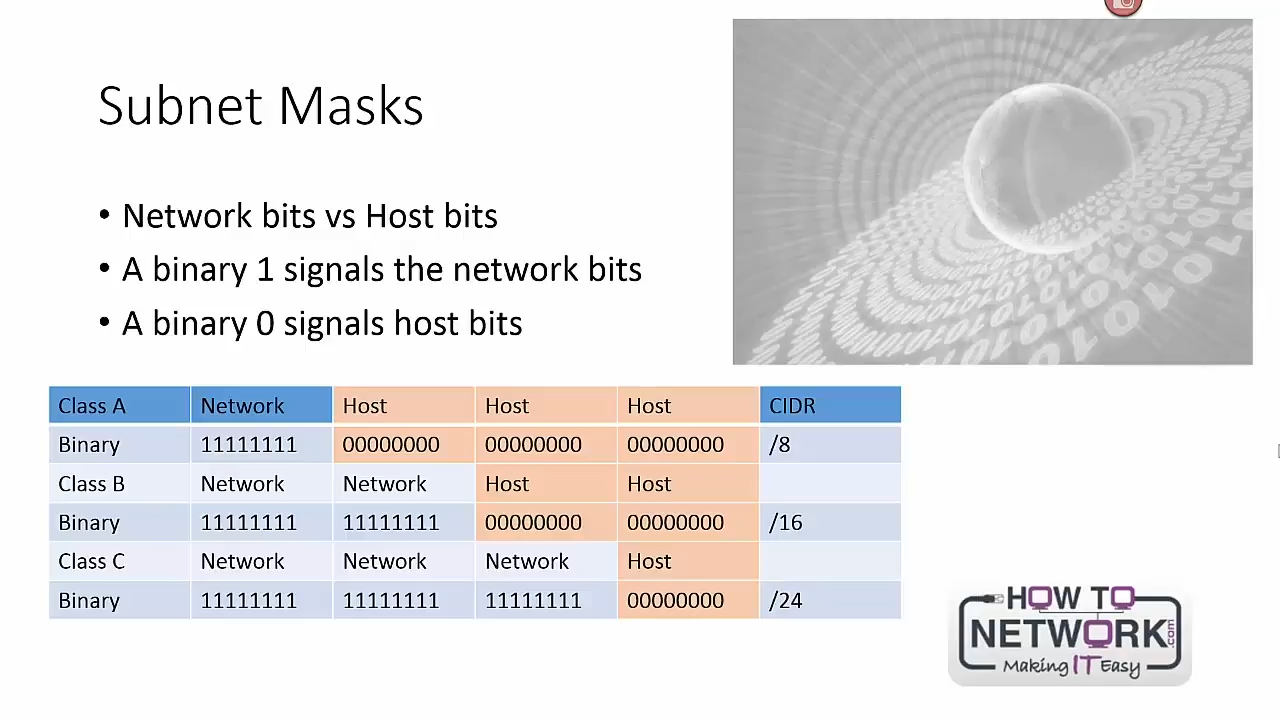 Subnet Masks
• Network bits vs Host bits
• A binary 1 signals the network bits
• A binary 0 signals host bits
Class A Network Host Host Host CIDR
Binary 11111111 00000000 00000000 00000000 /8
Class B Network Network Host Host
Binary 11111111 11111111 00000000 00000000 /16
Class C Network Network Network Host
Binary 11111111 11111111 11111111 00000000 /24
HOW TO
NETWORK.com
Making IT Easy